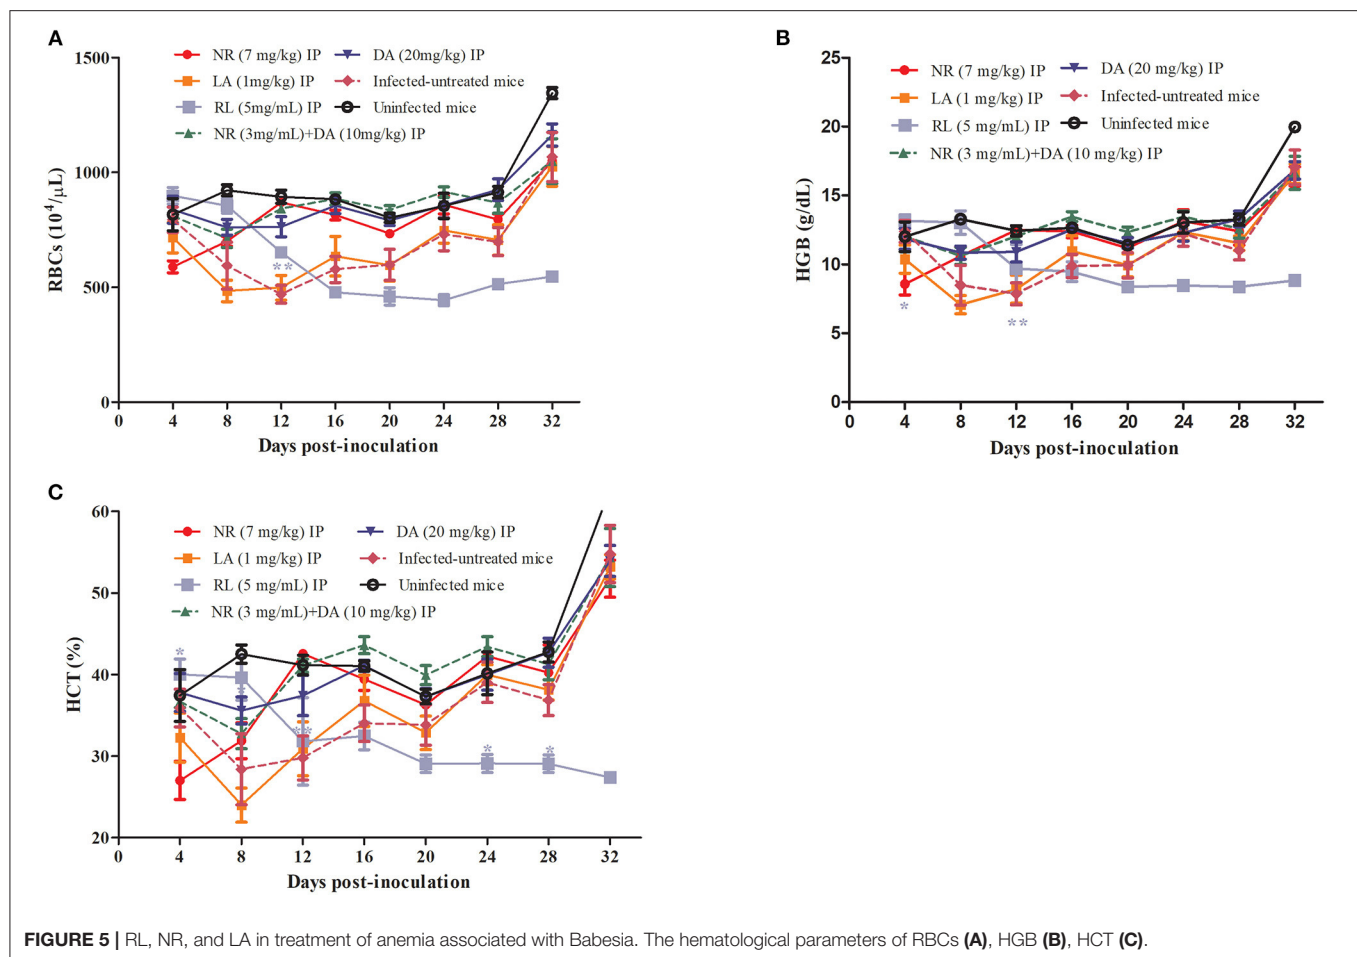 A
1500
1000
500
0
RBCs (10⁴/μL)
NR (7 mg/kg) IP
LA (1mg/kg) IP
RL (5mg/mL) IP
NR (3mg/mL)+DA (10mg/kg) IP
DA (20mg/kg) IP
Infected-untreated mice
Uninfected mice
**
0 4 8 12 16 20 24 28 32
Days post-inoculation
B
25
20
15
10
5
0
HGB (g/dL)
NR (7 mg/kg) IP
LA (1 mg/kg) IP
RL (5 mg/mL) IP
NR (3 mg/mL)+DA (10 mg/kg) IP
DA (20 mg/kg) IP
Infected-untreated mice
Uninfected mice
*
**
0 4 8 12 16 20 24 28 32
Days post-inoculation
C
60
50
40
30
20
HCT (%)
NR (7 mg/kg) IP
LA (1 mg/kg) IP
RL (5 mg/mL) IP
NR (3 mg/mL)+DA (10 mg/kg) IP
DA (20 mg/kg) IP
Infected-untreated mice
Uninfected mice
*
**
*
*
0 4 8 12 16 20 24 28 32
Days post-inoculation
FIGURE 5 | RL, NR, and LA in treatment of anemia associated with Babesia. The hematological parameters of RBCs (A), HGB (B), HCT (C).